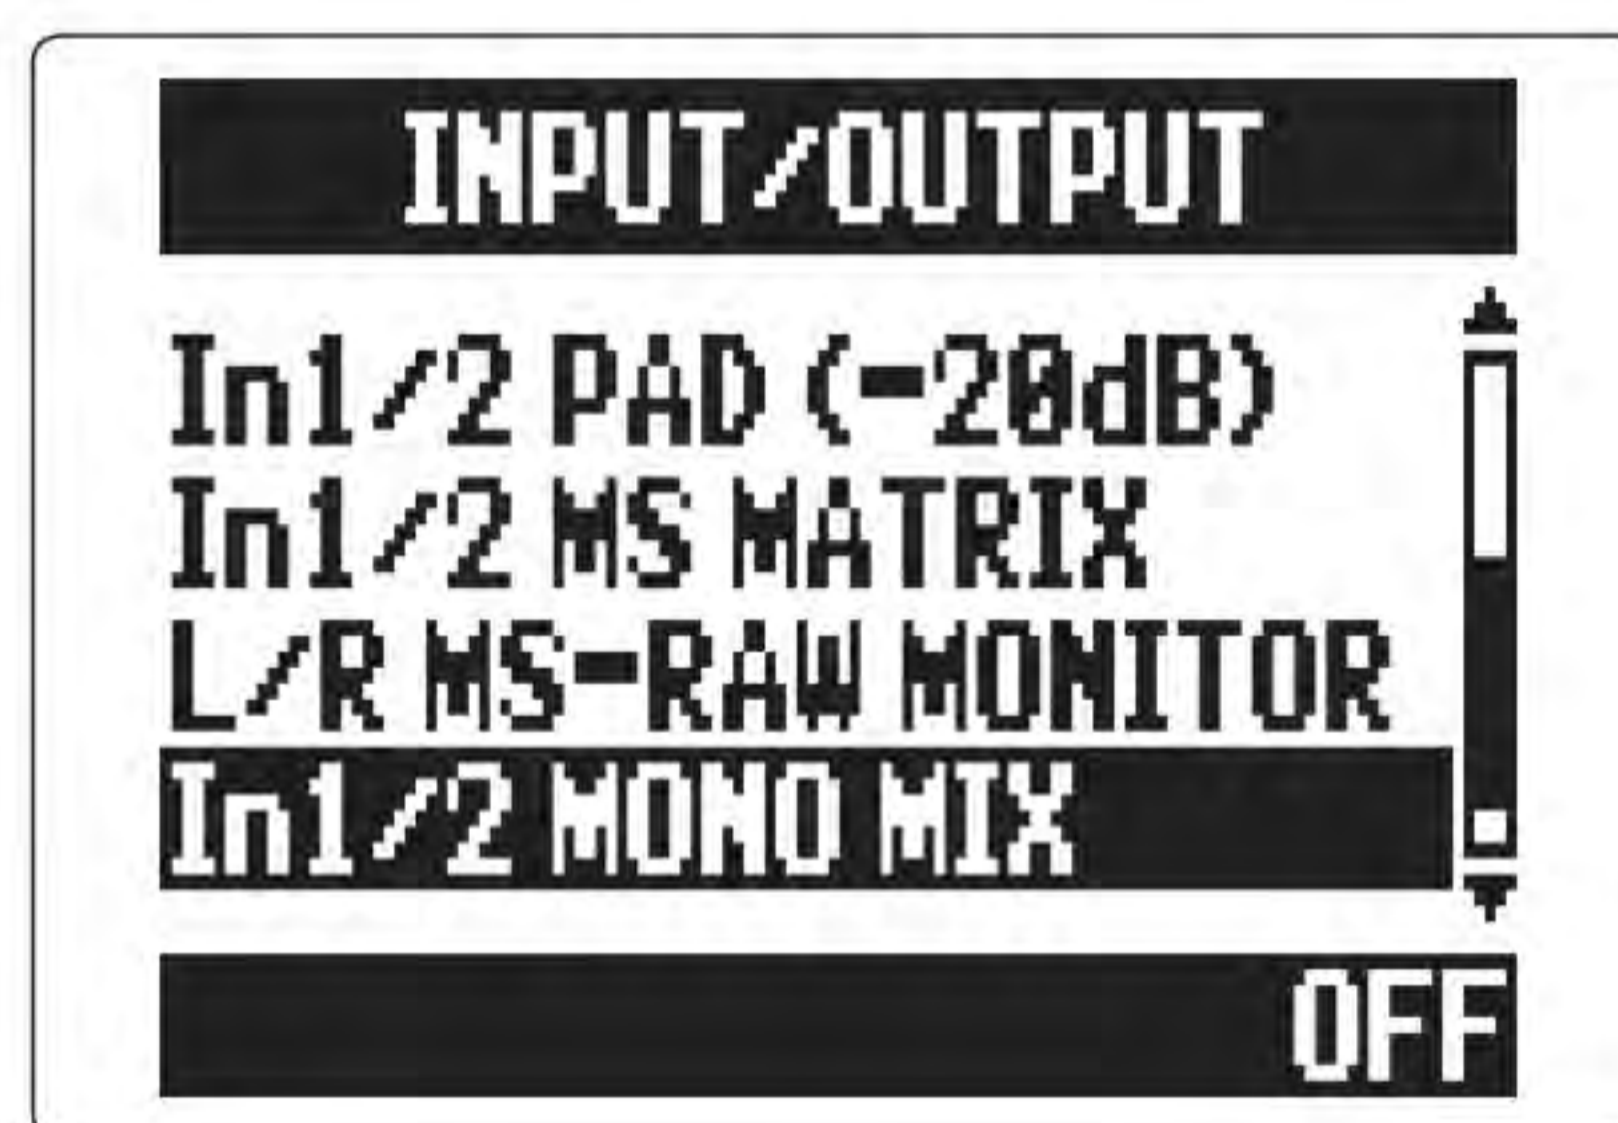 INPUT/OUTPUT
In1/2 PAD (-20dB)
In1/2 MS MATRIX
L/R MS-RAW MONITOR
In1/2 MONO MIX
OFF